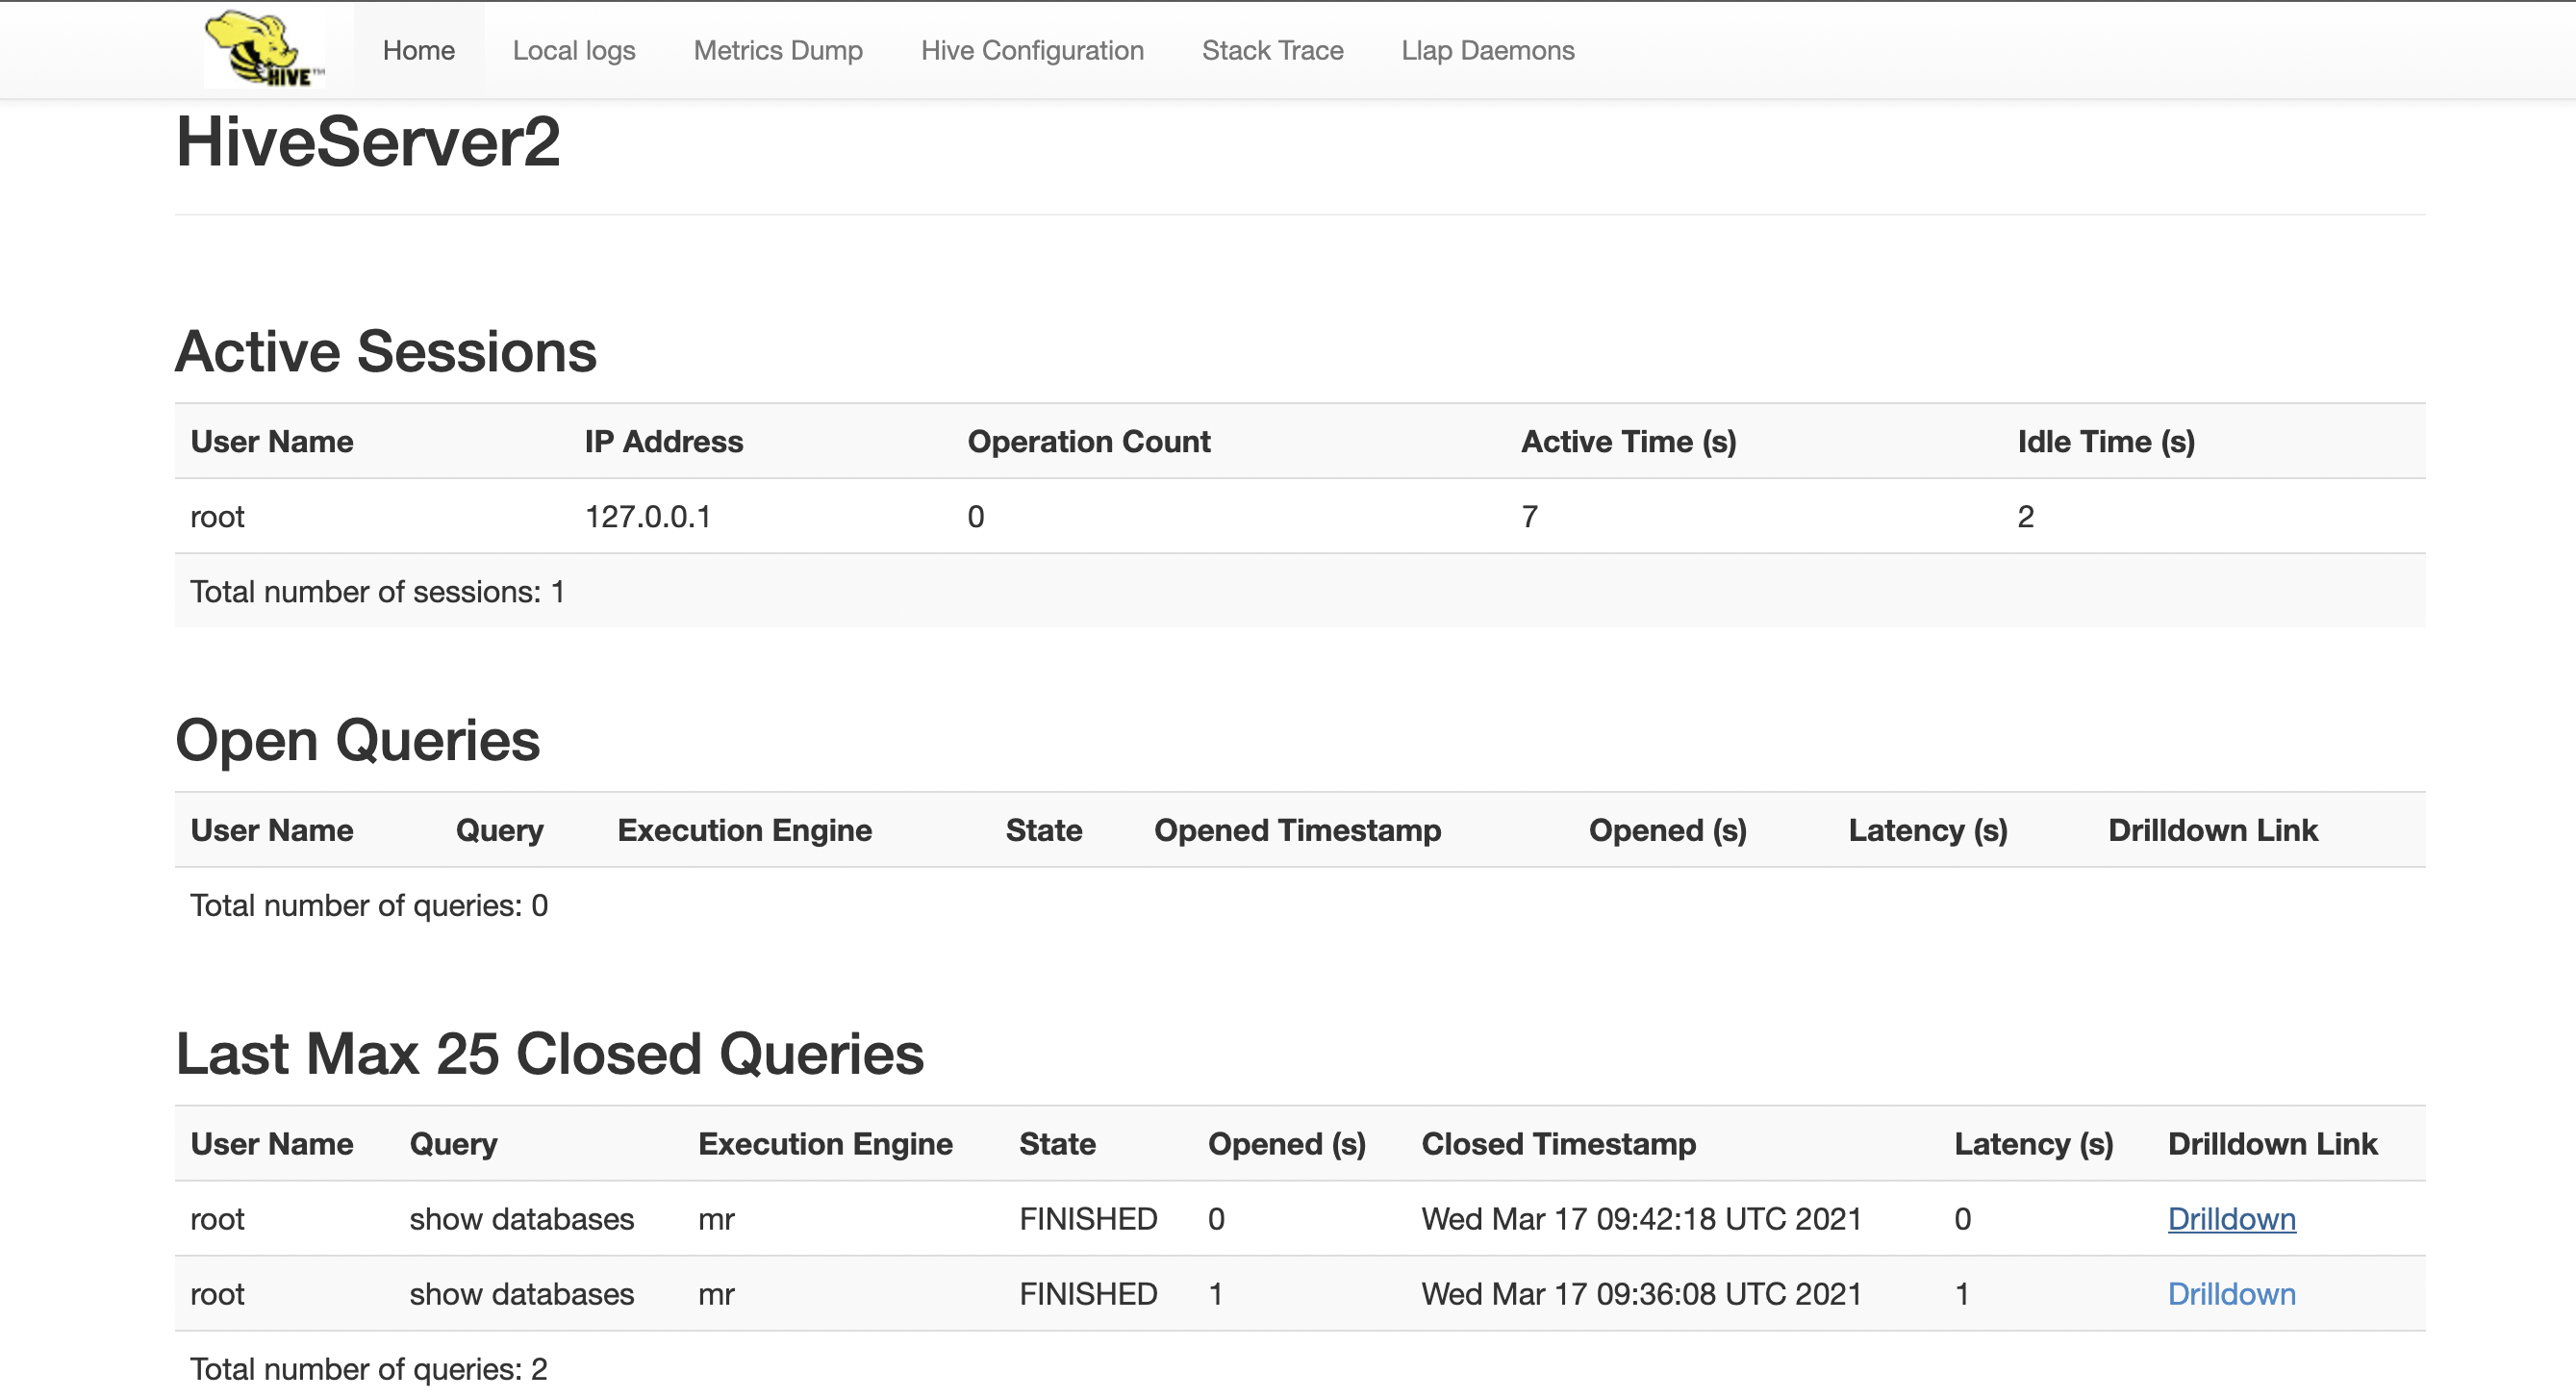 HIVE™ Home Local logs Metrics Dump Hive Configuration Stack Trace Llap Daemons
HiveServer2
Active Sessions
User Name IP Address Operation Count Active Time (s) Idle Time (s)
root 127.0.0.1 0 7 2
Total number of sessions: 1
Open Queries
User Name Query Execution Engine State Opened Timestamp Opened (s) Latency (s) Drilldown Link
Total number of queries: 0
Last Max 25 Closed Queries
User Name Query Execution Engine State Opened (s) Closed Timestamp Latency (s) Drilldown Link
root show databases mr FINISHED 0 Wed Mar 17 09:42:18 UTC 2021 0 Drilldown
root show databases mr FINISHED 1 Wed Mar 17 09:36:08 UTC 2021 1 Drilldown
Total number of queries: 2